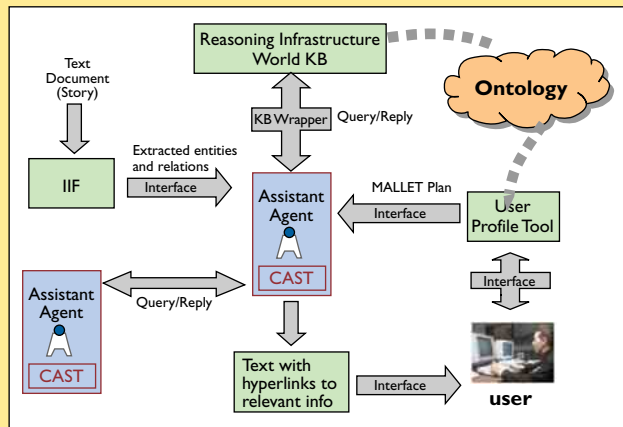 Text
Document
(Story)
Reasoning Infrastructure
World KB
Ontology
KB Wrapper
Query/Reply
IIF
Extracted entities
and relations
Interface
Assistant
Agent
CAST
MALLET Plan
Interface
User
Profile Tool
Interface
Assistant
Agent
CAST
Query/Reply
Text with
hyperlinks to
relevant info
Interface
user